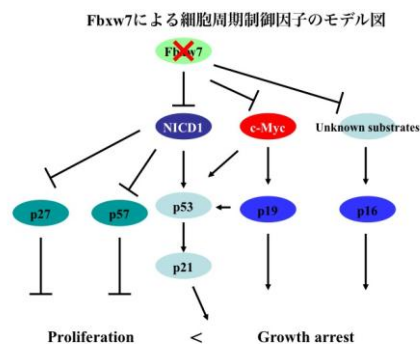 Fbxw7による細胞周期制御因子のモデル図
Fbxw7
NICD1
c-Myc
Unknown substrates
p27
p57
p53
p19
p16
p21
Proliferation < Growth arrest